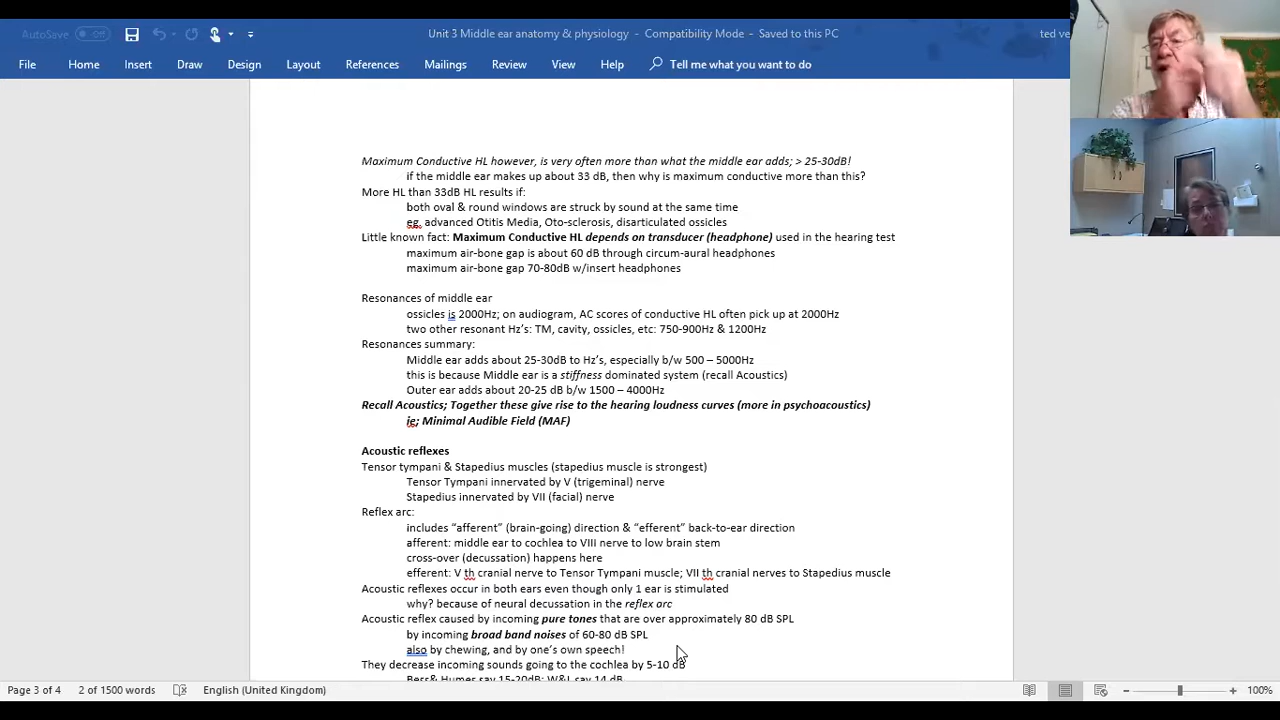 AutoSave Off
Unit 3 Middle ear anatomy & physiology - Compatibility Mode - Saved to this PC
ted ve
File Home Insert Draw Design Layout References Mailings Review View Help Tell me what you want to do
Maximum Conductive HL however, is very often more than what the middle ear adds; > 25-30dB!
if the middle ear makes up about 33 dB, then why is maximum conductive more than this?
More HL than 33dB HL results if:
both oval & round windows are struck by sound at the same time
eg. advanced Otitis Media, Oto-sclerosis, disarticulated ossicles
Little known fact: Maximum Conductive HL depends on transducer (headphone) used in the hearing test
maximum air-bone gap is about 60 dB through circum-aural headphones
maximum air-bone gap 70-80dB w/insert headphones
Resonances of middle ear
ossicles is 2000Hz; on audiogram, AC scores of conductive HL often pick up at 2000Hz
two other resonant Hz's: TM, cavity, ossicles, etc: 750-900Hz & 1200Hz
Resonances summary:
Middle ear adds about 25-30dB to Hz's, especially b/w 500 – 5000Hz
this is because Middle ear is a stiffness dominated system (recall Acoustics)
Outer ear adds about 20-25 dB b/w 1500 – 4000Hz
Recall Acoustics; Together these give rise to the hearing loudness curves (more in psychoacoustics)
ie; Minimal Audible Field (MAF)
Acoustic reflexes
Tensor tympani & Stapedius muscles (stapedius muscle is strongest)
Tensor Tympani innervated by V (trigeminal) nerve
Stapedius innervated by VII (facial) nerve
Reflex arc:
includes “afferent” (brain-going) direction & “efferent” back-to-ear direction
afferent: middle ear to cochlea to VIII nerve to low brain stem
cross-over (decussation) happens here
efferent: V th cranial nerve to Tensor Tympani muscle; VII th cranial nerves to Stapedius muscle
Acoustic reflexes occur in both ears even though only 1 ear is stimulated
why? because of neural decussation in the reflex arc
Acoustic reflex caused by incoming pure tones that are over approximately 80 dB SPL
by incoming broad band noises of 60-80 dB SPL
also by chewing, and by one's own speech!
They decrease incoming sounds going to the cochlea by 5-10 dB
Bess& Humes say 15-20dB; W&L say 14 dB
Page 3 of 4 2 of 1500 words English (United Kingdom) 100%